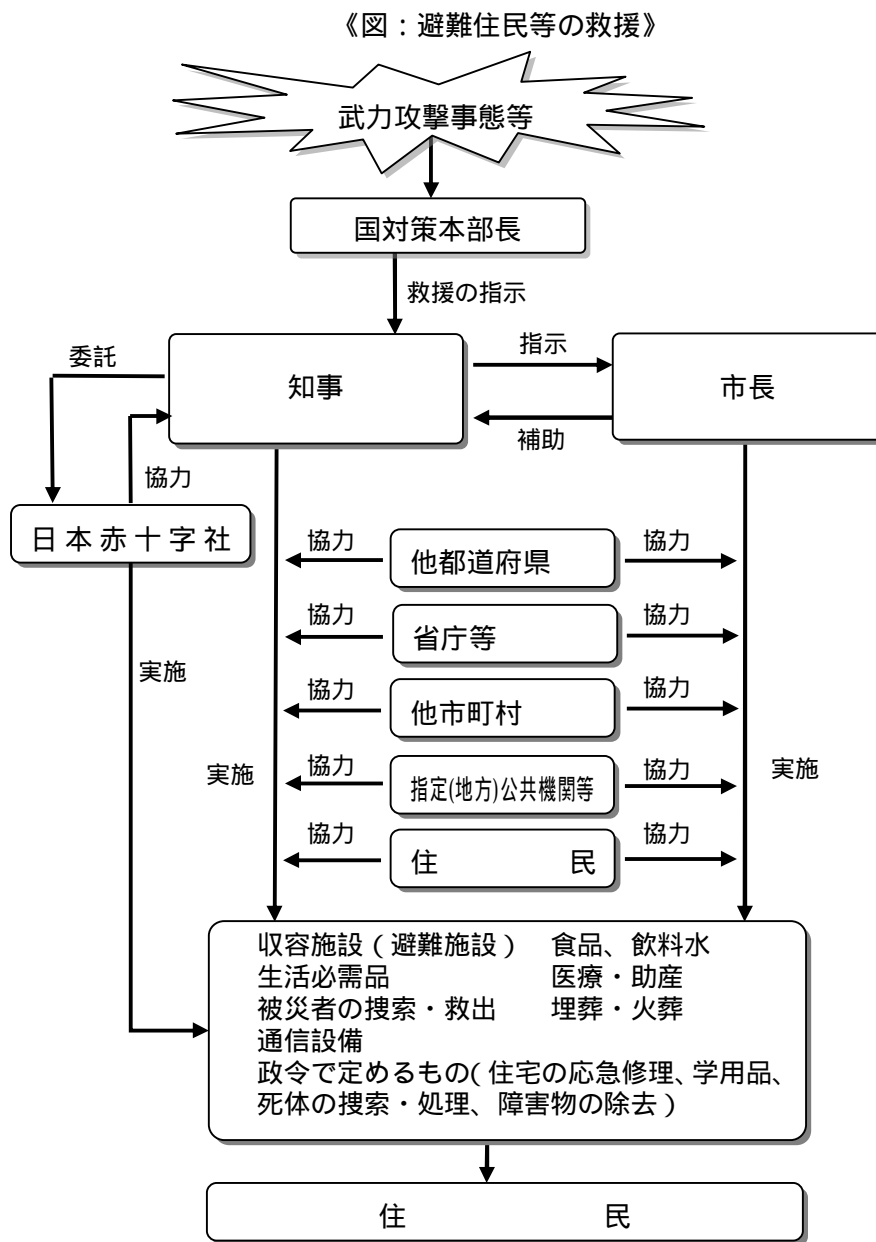 《図：避難住民等の救援》
武力攻撃事態等
国対策本部長
救援の指示
委託
知事
指示
補助
市長
協力
日本赤十字社
協力
他都道府県
協力
協力
省庁等
協力
実施
協力
他市町村
協力
実施
協力
指定(地方)公共機関等
協力
実施
協力
住　　民
協力
収容施設（避難施設）　食品、飲料水
生活必需品　医療・助産
被災者の捜索・救出　埋葬・火葬
通信設備
政令で定めるもの（住宅の応急修理、学用品、
死体の捜索・処理、障害物の除去）
住　　民